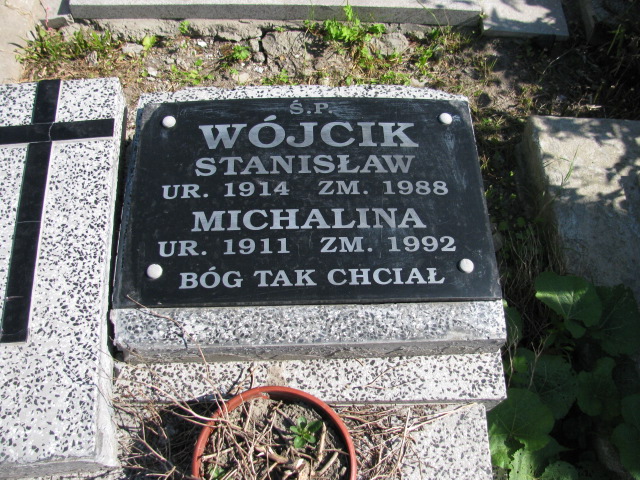 Ś.P.
WÓJCIK
STANISŁAW
UR. 1914 ZM. 1988
MICHALINA
UR. 1911 ZM. 1992
BÓG TAK CHCIAŁ